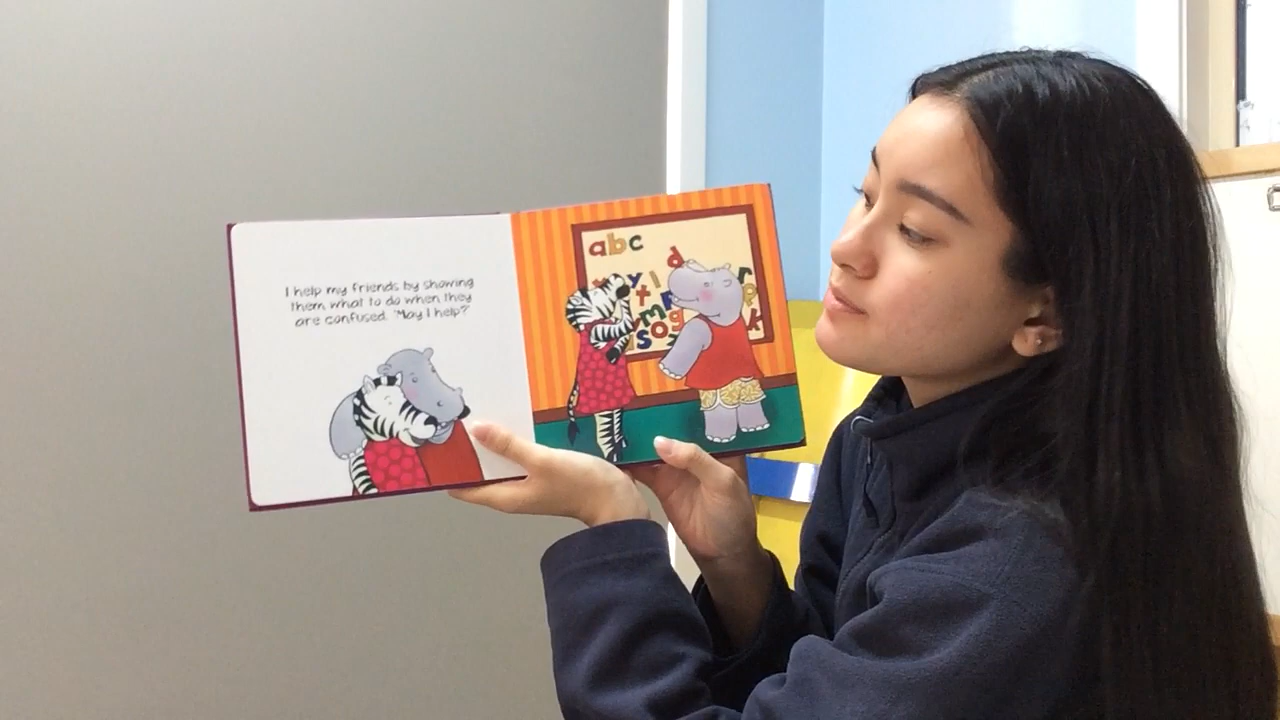 I help my friends by showing
them what to do when they
are confused. 'May I help?'
abc
d